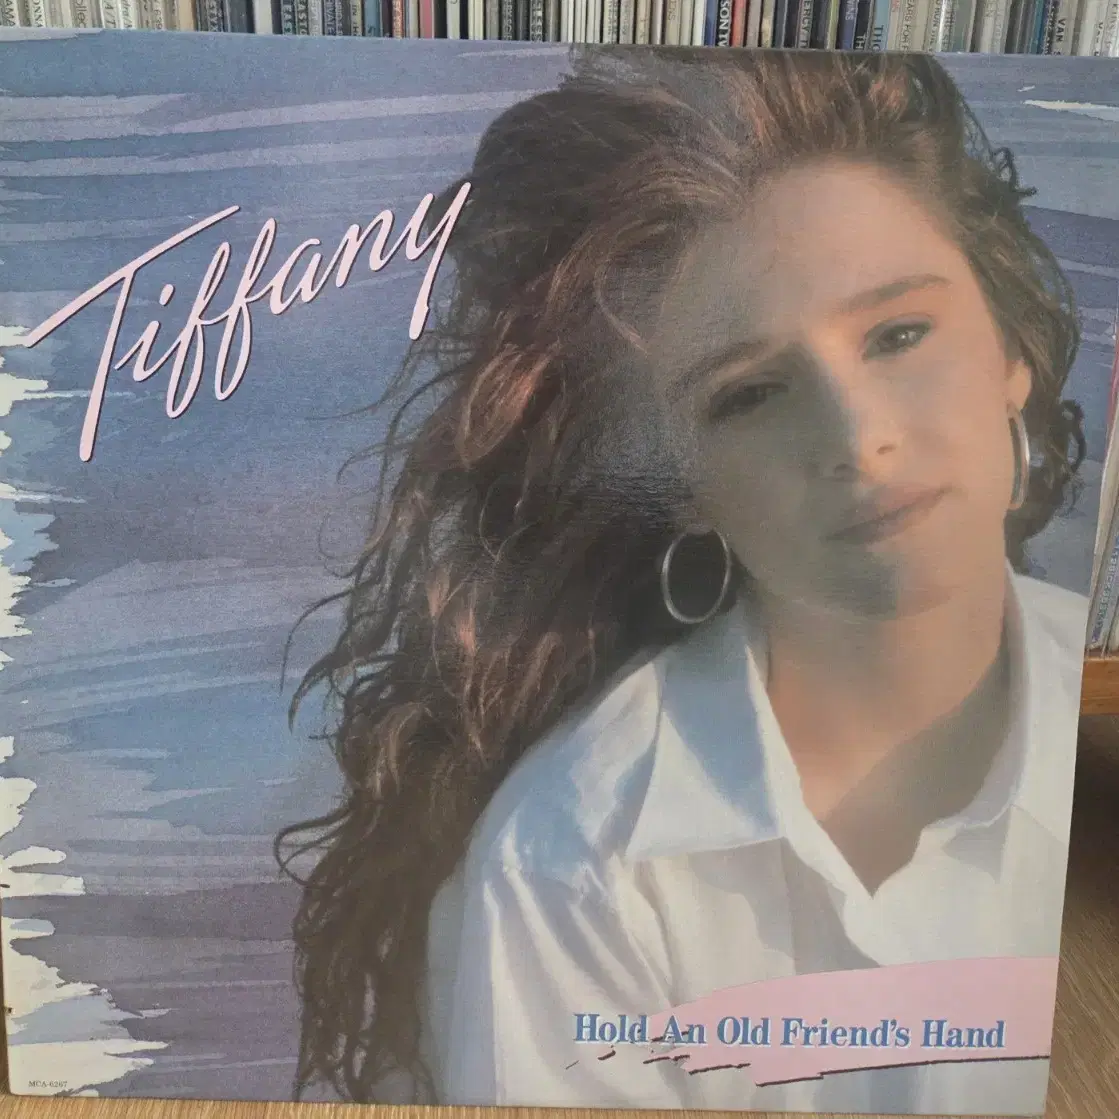 Tiffany
Hold An Old Friend's Hand
MCA-6267